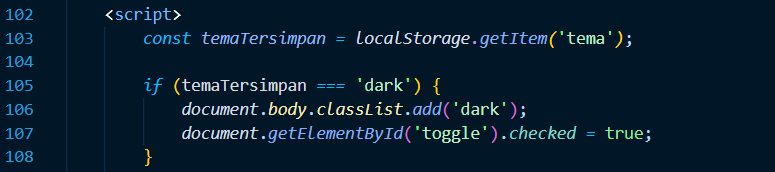 102 <script>
103 const temaTersimpan = localStorage.getItem('tema');
104
105 if (temaTersimpan === 'dark') {
106 document.body.classList.add('dark');
107 document.getElementById('toggle').checked = true;
108 }